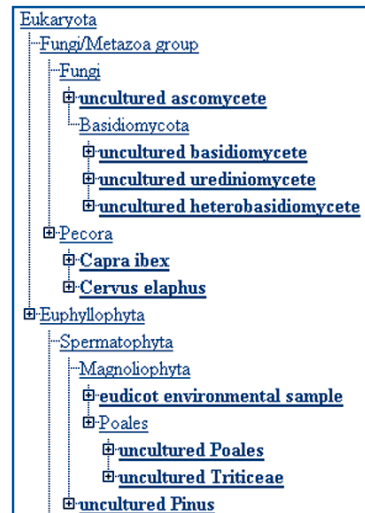 Eukaryota
Fungi/Metazoa group
Fungi
uncultured ascomycete
Basidiomycota
uncultured basidiomycete
uncultured urediniomycete
uncultured heterobasidiomycete
Pecora
Capra ibex
Cervus elaphus
Euphyllophyta
Spermatophyta
Magnoliophyta
eudicot environmental sample
Poales
uncultured Poales
uncultured Triticeae
uncultured Pinus